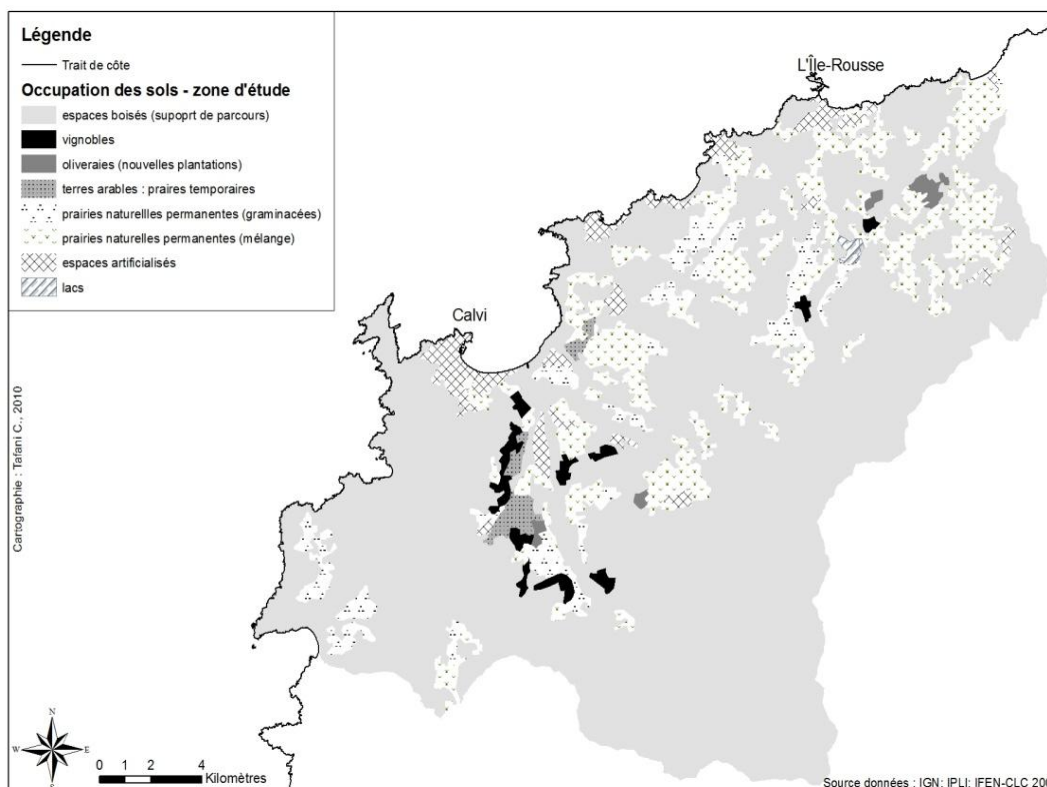 Légende
Trait de côte
Occupation des sols - zone d'étude
espaces boisés (supoprt de parcours)
vignobles
oliveraies (nouvelles plantations)
terres arables : praires temporaires
prairies naturellles permanentes (graminacées)
prairies naturelles permanentes (mélange)
espaces artificialisés
lacs
L'Île-Rousse
Calvi
Cartographie : Tafani C., 2010
N
W E
S
0 1 2 4
Kilomètres
Source données : IGN; IPLI; IFEN-CLC 200